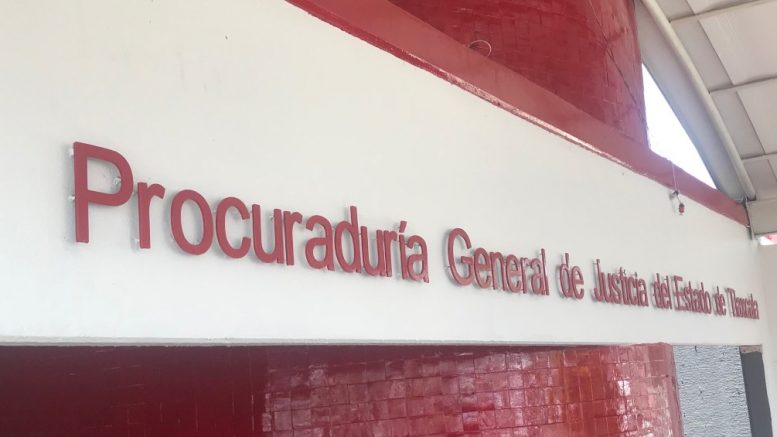 Procuraduría General de Justicia del Estado de Tlaxcala